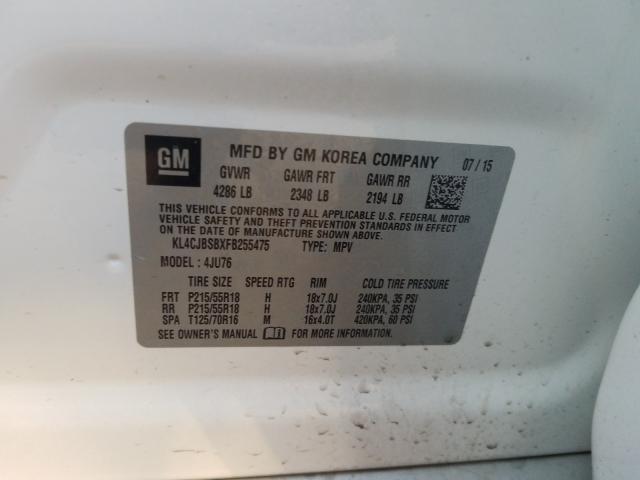 GM
MFD BY GM KOREA COMPANY 07/15
GVWR GAWR FRT GAWR RR
4286 LB 2348 LB 2194 LB
THIS VEHICLE CONFORMS TO ALL APPLICABLE U.S. FEDERAL MOTOR
VEHICLE SAFETY AND THEFT PREVENTION STANDARDS IN EFFECT
ON THE DATE OF MANUFACTURE SHOWN ABOVE.
KL4CJBSBXFB255475 TYPE: MPV
MODEL: 4JU76
TIRE SIZE SPEED RTG RIM COLD TIRE PRESSURE
FRT P215/55R18 H 18x7.0J 240KPA, 35 PSI
RR P215/55R18 H 18x7.0J 240KPA, 35 PSI
SPA T125/70R16 M 16x4.0T 420KPA, 60 PSI
SEE OWNER'S MANUAL FOR MORE INFORMATION.